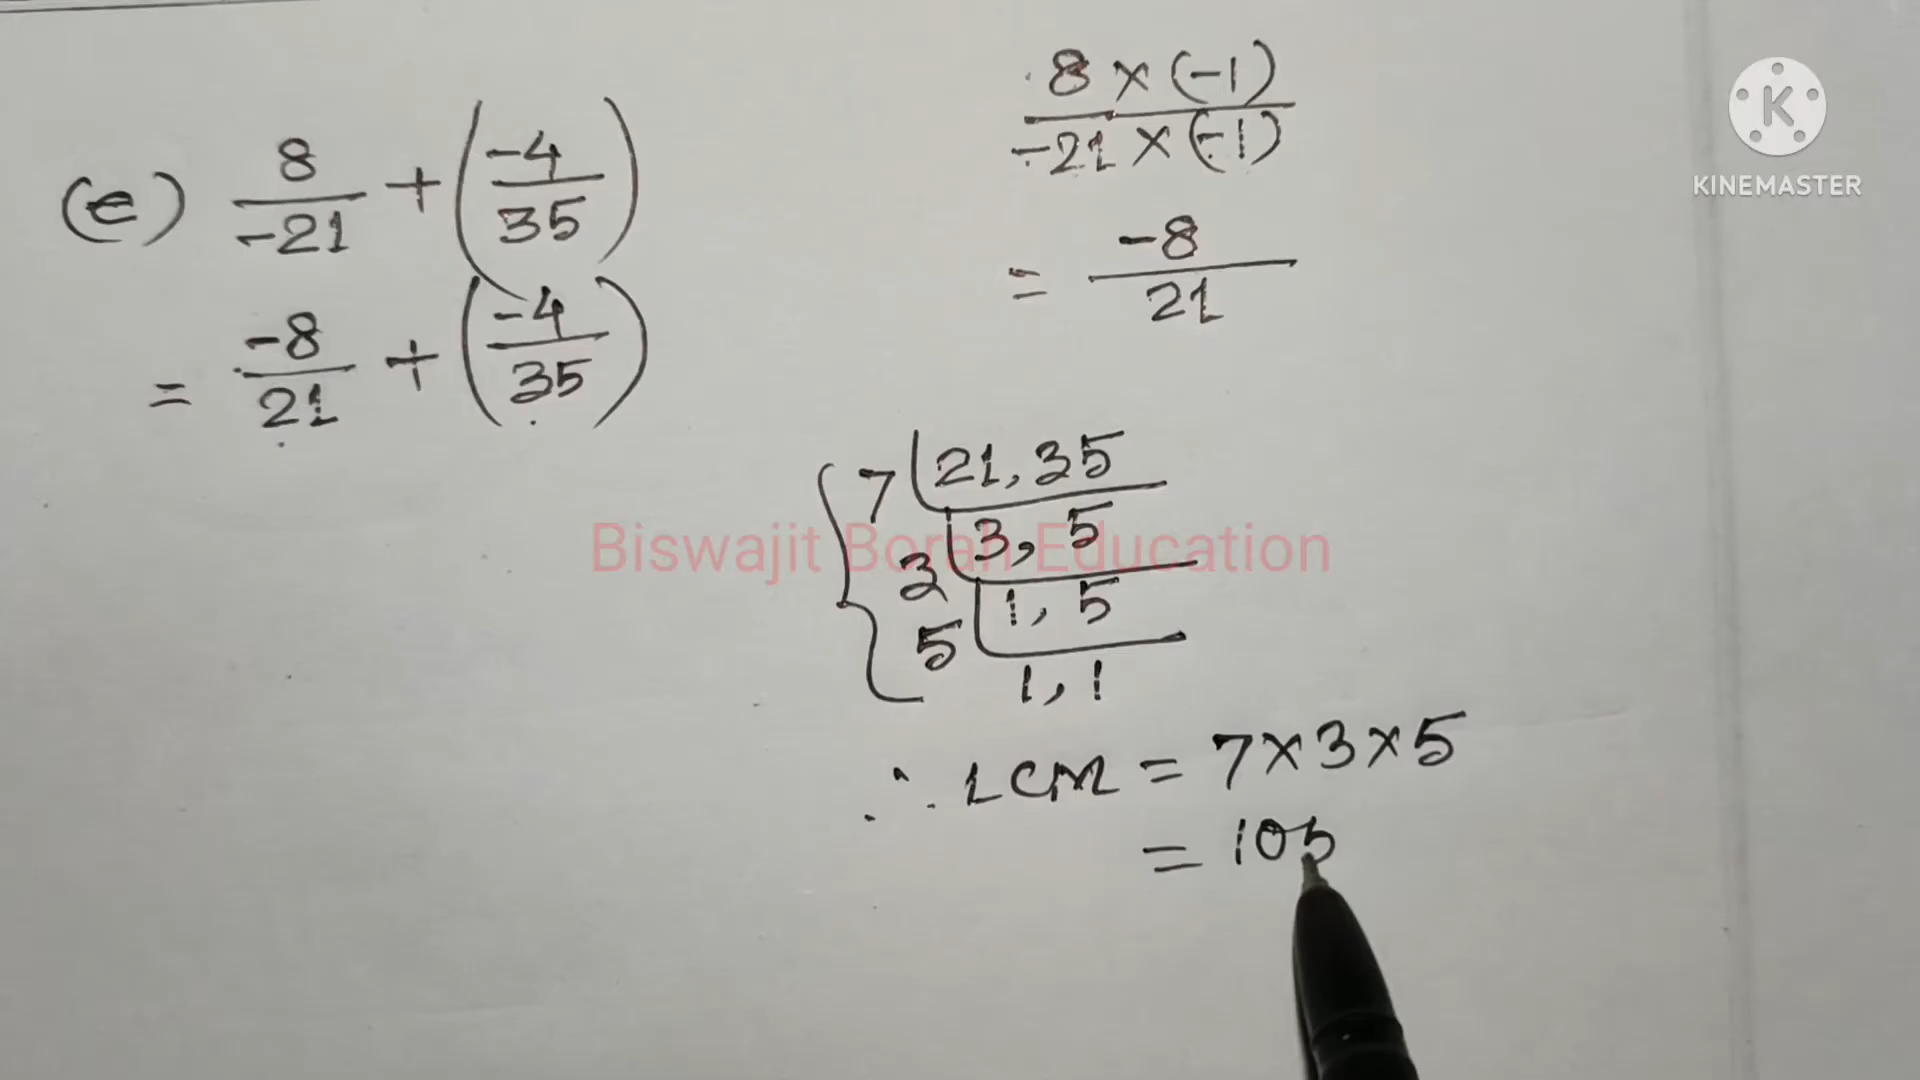 (e) 8/-21 + (-4/35)
= -8/21 + (-4/35)
8 × (-1)
-21 × (-1)
= -8/21
7 | 21, 35
3 | 3, 5
5 | 1, 5
1, 1
∴ LCM = 7×3×5
= 105
Biswajit Borah Education
KINEMASTER